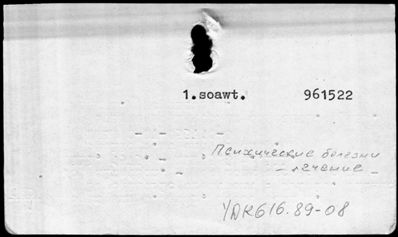 1.soawt. 961522
Психические болезни
- лечение -
УДК616.89-08